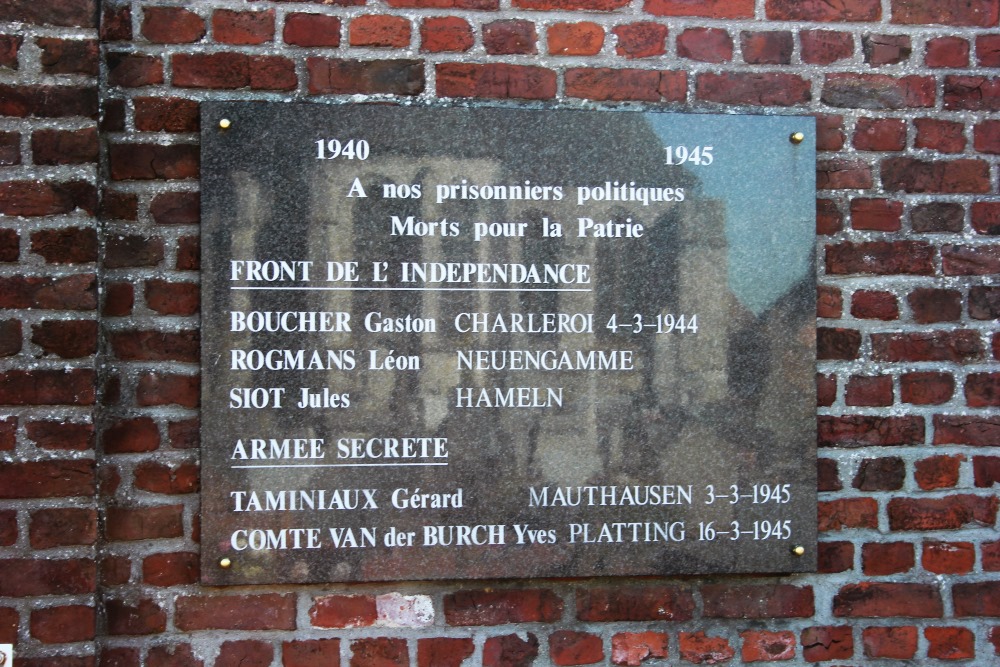 1940 1945
A nos prisonniers politiques
Morts pour la Patrie
FRONT DE L' INDEPENDANCE
BOUCHER Gaston CHARLEROI 4-3-1944
ROGMANS Léon NEUENGAMME
SIOT Jules HAMELN
ARMEE SECRETE
TAMINIAUX Gérard MAUTHAUSEN 3-3-1945
COMTE VAN der BURCH Yves PLATTING 16-3-1945